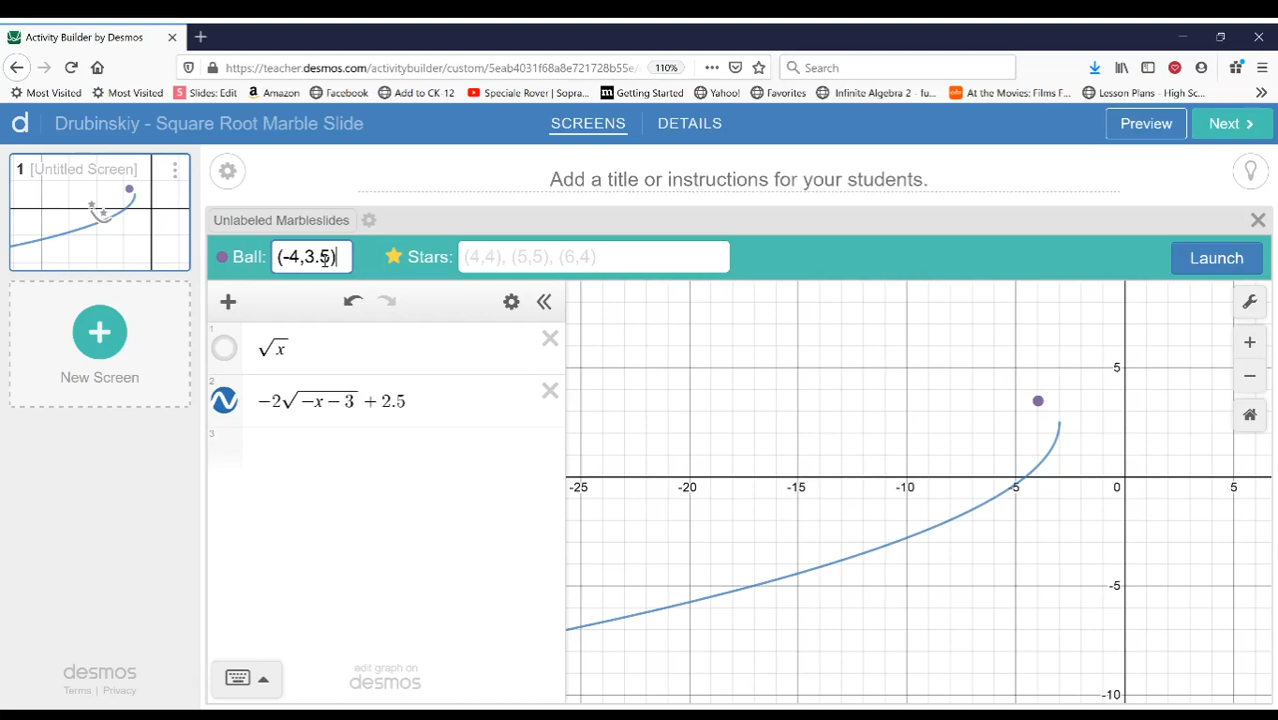 Activity Builder by Desmos
https://teacher.desmos.com/activitybuilder/custom/5eab4031f68a8e721728b55e/
110%
Search
Most Visited
Most Visited
Slides: Edit
Amazon
Facebook
Add to CK-12
Speciale Rover | Sopra...
Getting Started
Yahoo!
Favorites
Infinite Algebra 2 - fu...
At the Movies: Films F...
Lesson Plans - High Sc...
d
Drubinskiy - Square Root Marble Slide
SCREENS
DETAILS
Preview
Next
1 [Untitled Screen]
New Screen
Add a title or instructions for your students.
Unlabeled Marbleslides
Ball: (-4,3.5)
Stars: (4,4), (5,5), (6,4)
Launch
1
√x
2
−2√−x − 3 + 2.5
3
5
-25
-20
-15
-10
-5
0
5
-5
-10
edit graph on
desmos
desmos
Terms | Privacy